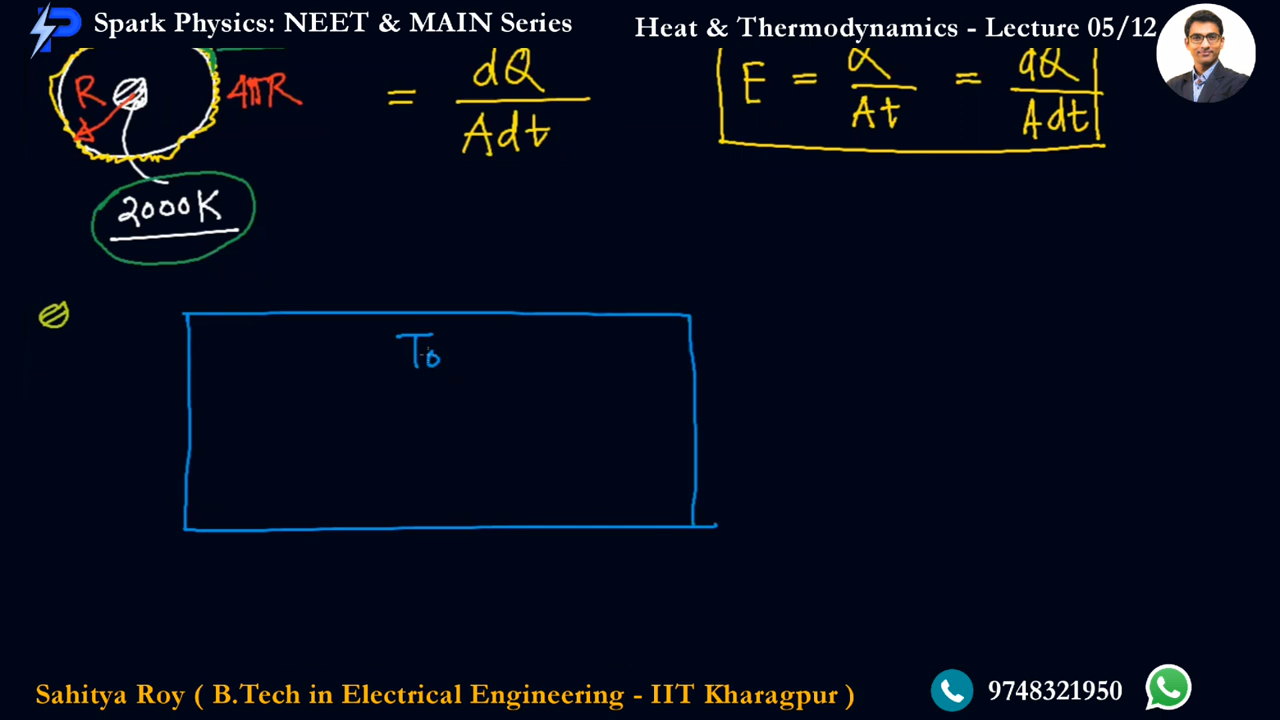 Spark Physics: NEET & MAIN Series
Heat & Thermodynamics - Lecture 05/12
R
4πR
= dQ / Adt
E = Q / At = dQ / Adt
2000K
T₀
Sahitya Roy ( B.Tech in Electrical Engineering - IIT Kharagpur )
9748321950